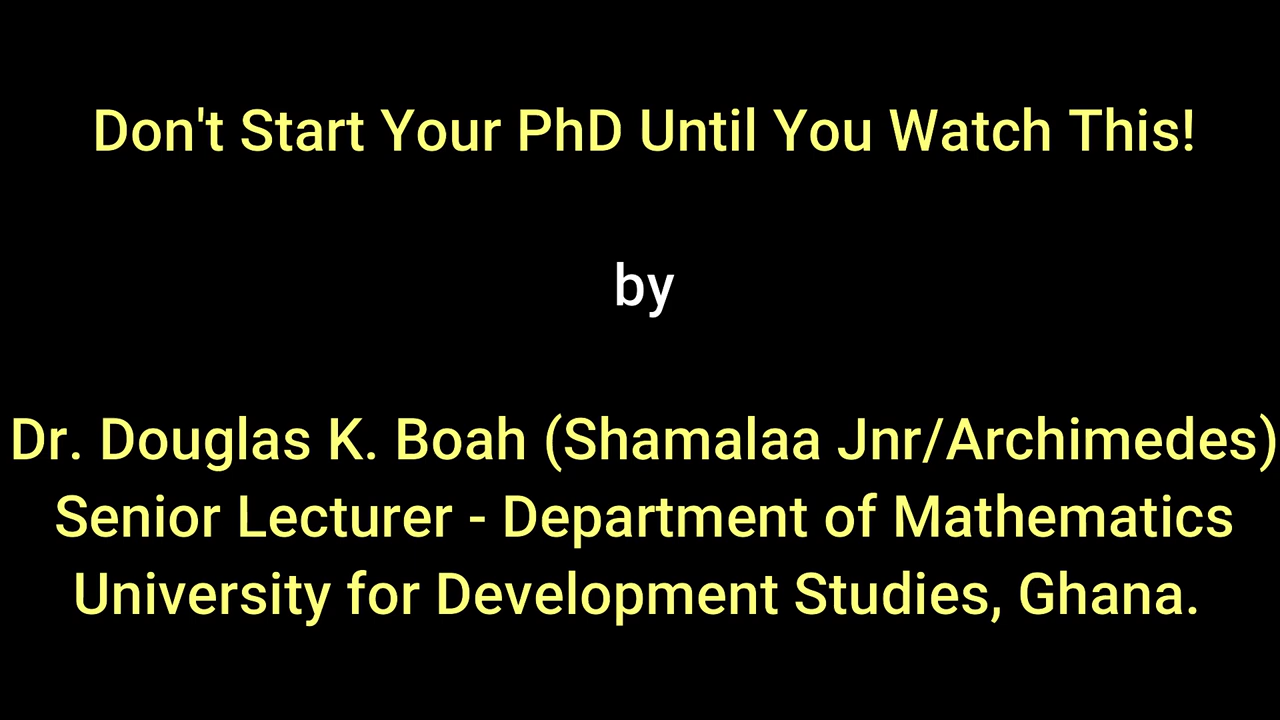 Don't Start Your PhD Until You Watch This!
by
Dr. Douglas K. Boah (Shamalaa Jnr/Archimedes)
Senior Lecturer - Department of Mathematics
University for Development Studies, Ghana.